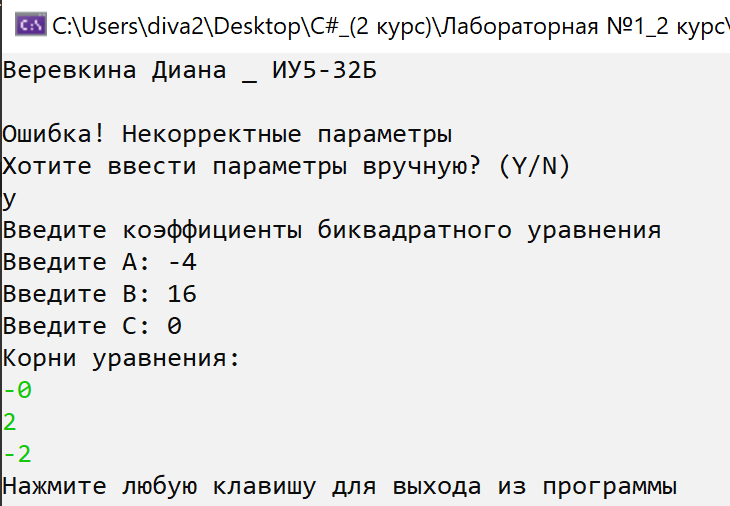 C:\Users\diva2\Desktop\C#_(2 курс)\Лабораторная №1_2 курс\
Веревкина Диана _ ИУ5-32Б
Ошибка! Некорректные параметры
Хотите ввести параметры вручную? (Y/N)
y
Введите коэффициенты биквадратного уравнения
Введите A: -4
Введите B: 16
Введите C: 0
Корни уравнения:
-0
2
-2
Нажмите любую клавишу для выхода из программы